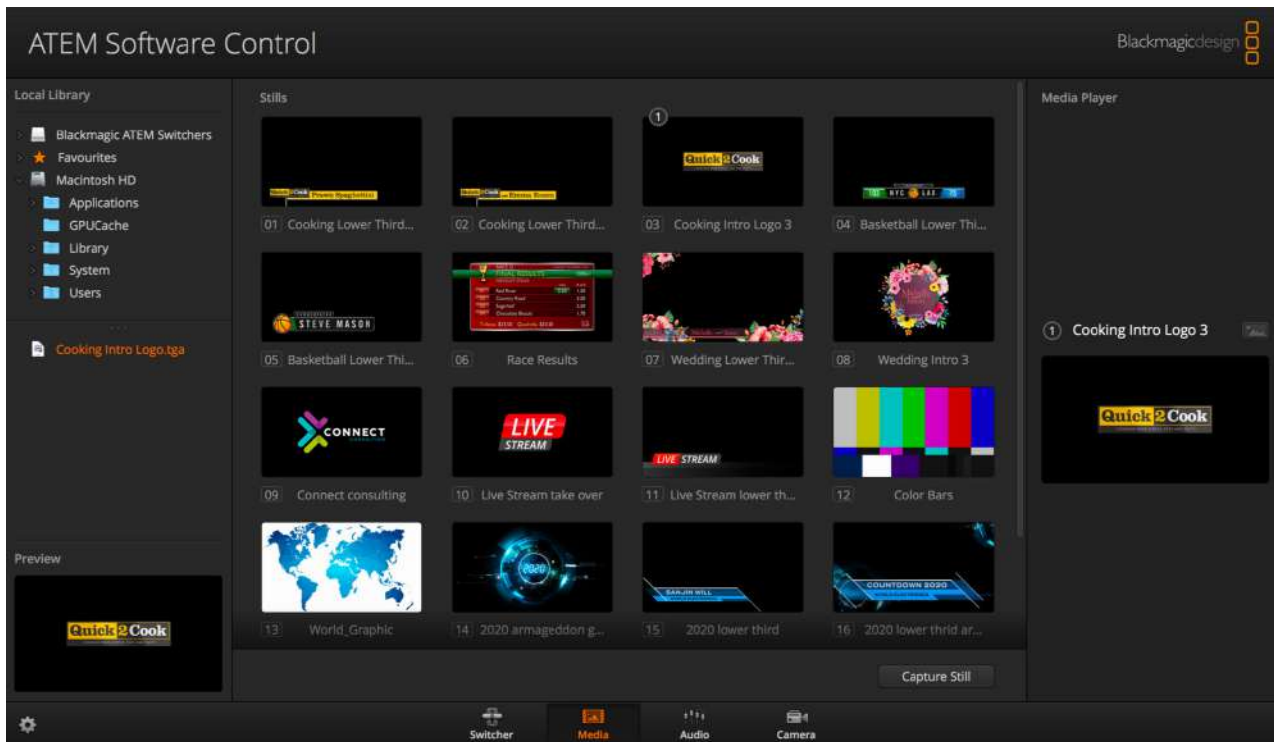 ATEM Software Control
Blackmagicdesign
Local Library
Blackmagic ATEM Switchers
Favourites
Macintosh HD
Applications
GPUCache
Library
System
Users
Cooking Intro Logo.tga
Preview
Quick 2 Cook
Stills
01 Cooking Lower Third...
02 Cooking Lower Third...
1
Quick 2 Cook
03 Cooking Intro Logo 3
NYC LAX
04 Basketball Lower Thi...
STEVE MASON
05 Basketball Lower Thi...
FINAL RESULTS
06 Race Results
07 Wedding Lower Thir...
08 Wedding Intro 3
CONNECT
09 Connect consulting
LIVE
STREAM
10 Live Stream take over
LIVE STREAM
11 Live Stream lower th...
12 Color Bars
13 World_Graphic
2020
14 2020 armageddon g...
SANJIN WILL
15 2020 lower third
COUNTDOWN 2020
16 2020 lower thrid ar...
Capture Still
Media Player
1 Cooking Intro Logo 3
Quick 2 Cook
Switcher
Media
Audio
Camera